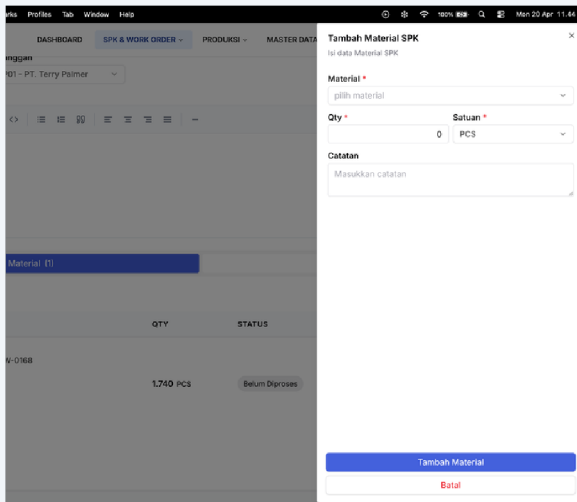 Profiles Tab Window Help 100% Mon 20 Apr 11.44
DASHBOARD SPK & WORK ORDER PRODUKSI MASTER DATA
nggan
P01 - PT. Terry Palmer
Material (1)
QTY STATUS
W-0168
1.740 PCS Belum Diproses
Tambah Material SPK
Isi data Material SPK
Material *
pilih material
Qty * Satuan *
0 PCS
Catatan
Masukkan catatan
Tambah Material
Batal